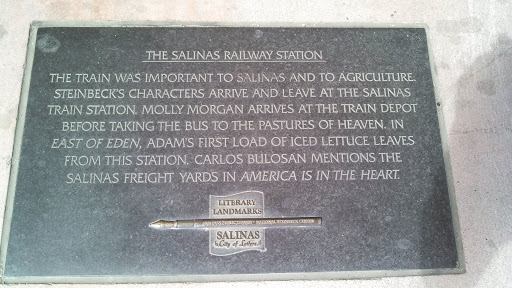 THE SALINAS RAILWAY STATION
THE TRAIN WAS IMPORTANT TO SALINAS AND TO AGRICULTURE.
STEINBECK'S CHARACTERS ARRIVE AND LEAVE AT THE SALINAS
TRAIN STATION. MOLLY MORGAN ARRIVES AT THE TRAIN DEPOT
BEFORE TAKING THE BUS TO THE PASTURES OF HEAVEN. IN
EAST OF EDEN, ADAM'S FIRST LOAD OF ICED LETTUCE LEAVES
FROM THIS STATION. CARLOS BULOSAN MENTIONS THE
SALINAS FREIGHT YARDS IN AMERICA IS IN THE HEART.
LITERARY
LANDMARKS
SALINAS
City of Letters